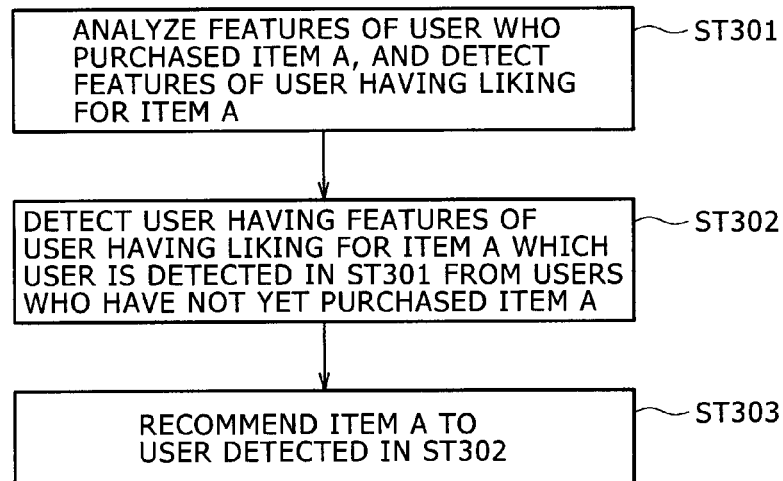 ANALYZE FEATURES OF USER WHO
PURCHASED ITEM A, AND DETECT
FEATURES OF USER HAVING LIKING
FOR ITEM A
ST301
DETECT USER HAVING FEATURES OF
USER HAVING LIKING FOR ITEM A WHICH
USER IS DETECTED IN ST301 FROM USERS
WHO HAVE NOT YET PURCHASED ITEM A
ST302
RECOMMEND ITEM A TO
USER DETECTED IN ST302
ST303